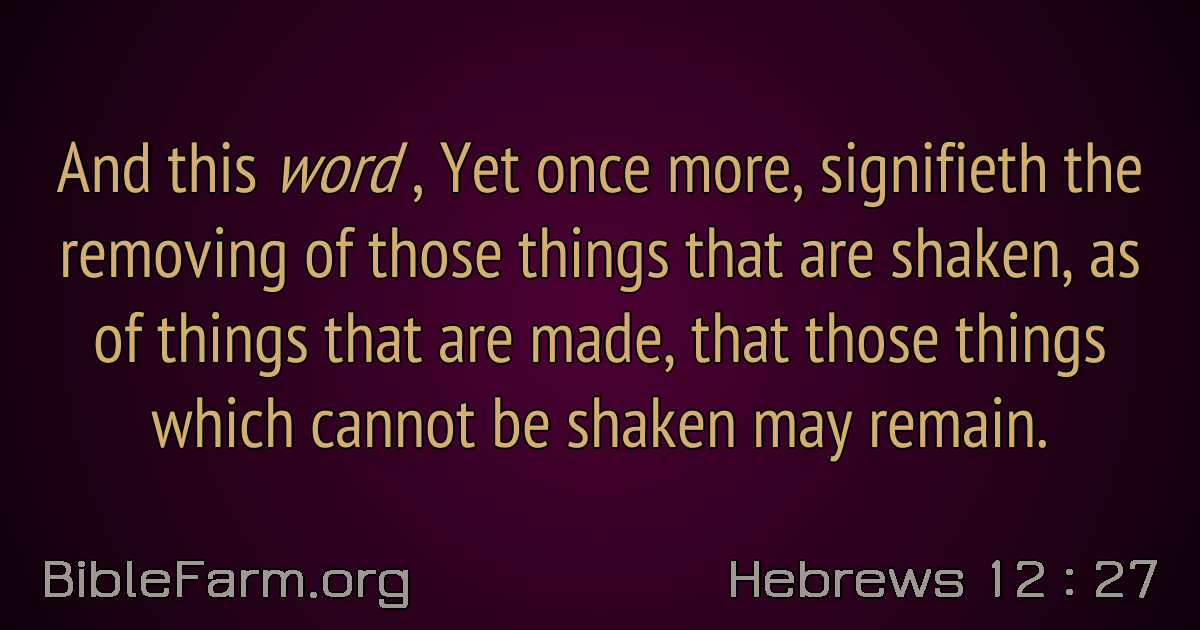 And this word , Yet once more, signifieth the
removing of those things that are shaken, as
of things that are made, that those things
which cannot be shaken may remain.
BibleFarm.org
Hebrews 12 : 27